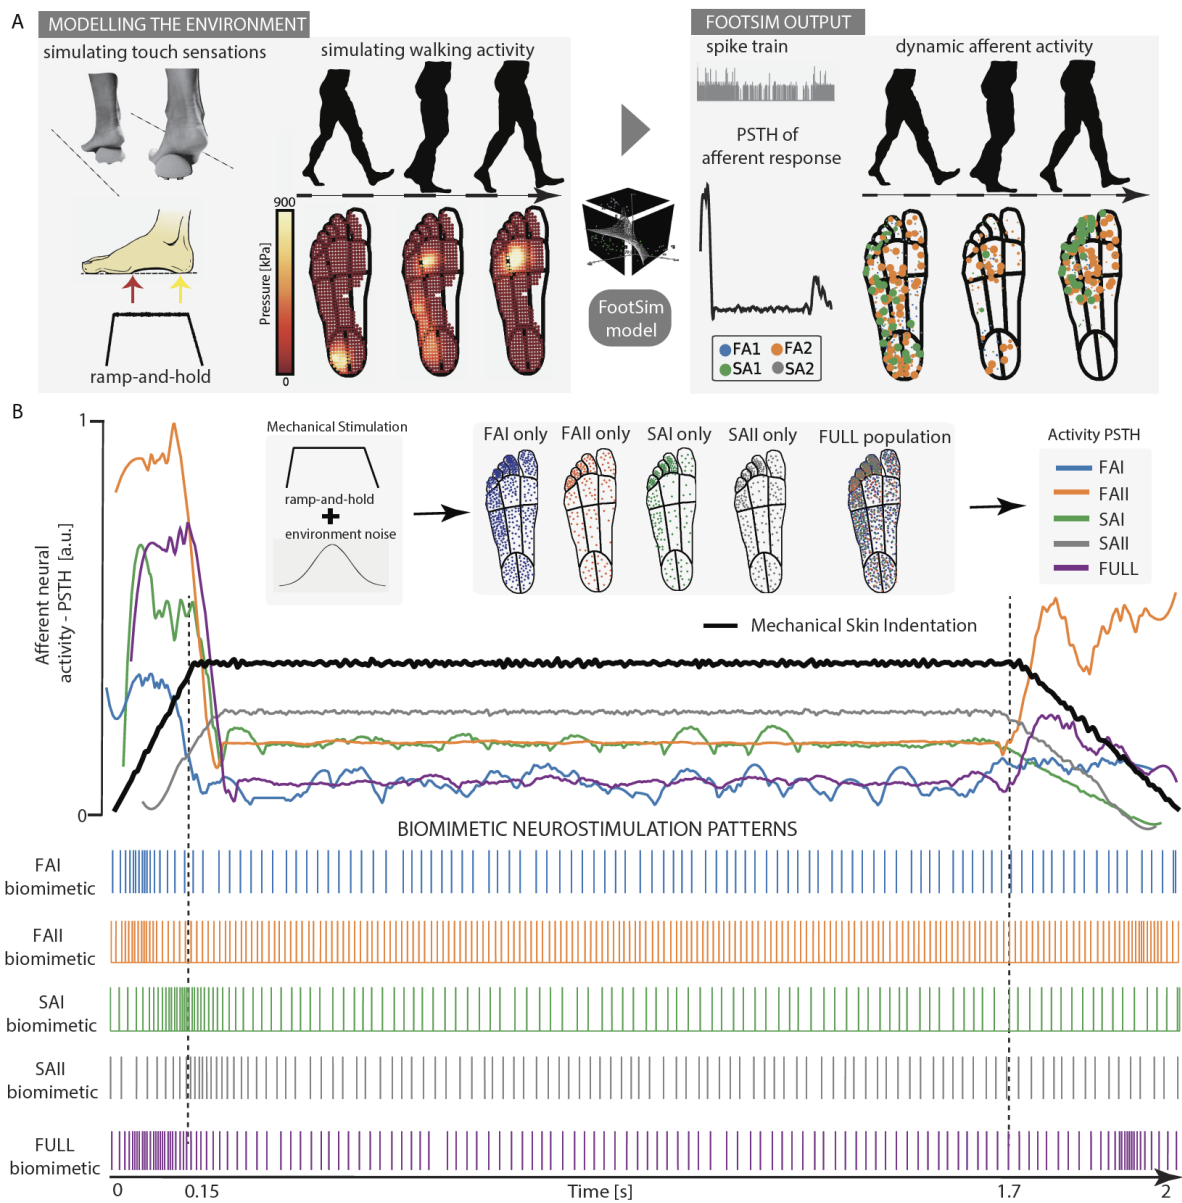 A
MODELLING THE ENVIRONMENT
simulating touch sensations
simulating walking activity
900
Pressure [kPa]
0
ramp-and-hold
FootSim
model
FOOTSIM OUTPUT
spike train
dynamic afferent activity
PSTH of
afferent response
FA1
FA2
SA1
SA2
B
1
Afferent neural
activity - PSTH [a.u.]
0
Mechanical Stimulation
ramp-and-hold
environment noise
FAI only
FAII only
SAI only
SAII only
FULL population
Activity PSTH
FAI
FAII
SAI
SAII
FULL
Mechanical Skin Indentation
BIOMIMETIC NEUROSTIMULATION PATTERNS
FAI
biomimetic
FAII
biomimetic
SAI
biomimetic
SAII
biomimetic
FULL
biomimetic
0
0.15
Time [s]
1.7
2